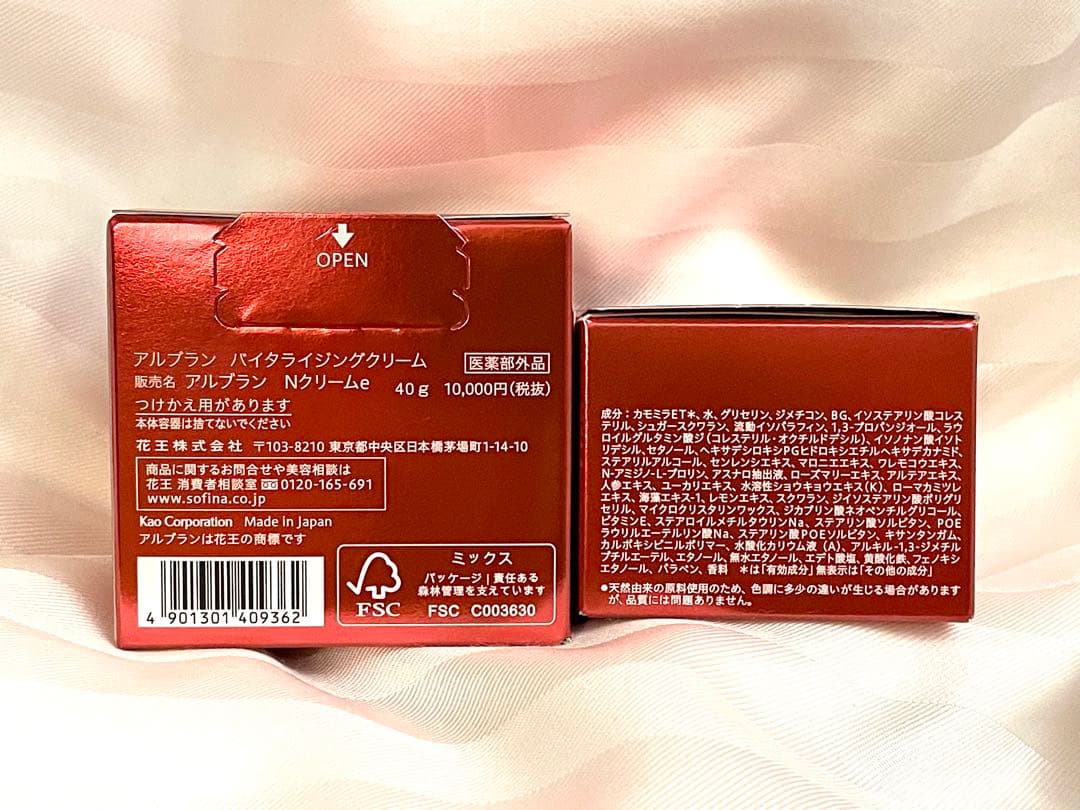 OPEN
アルブラン バイタライジングクリーム 医薬部外品
販売名 アルブラン Nクリームe 40g 10,000円(税抜)
つけかえ用があります
本体容器は捨てないでください
花王株式会社 〒103-8210 東京都中央区日本橋茅場町1-14-10
商品に関するお問合せや美容相談は
花王 消費者相談室 0120-165-691
www.sofina.co.jp
Kao Corporation Made in Japan
アルブランは花王の商標です
4 901301 409362
FSC
ミックス
パッケージ|責任ある
森林管理を支えています
FSC C003630
成分:カモミラET*、水、グリセリン、ジメチコン、BG、イソステアリン酸コレス
テリル、シュガースクワラン、流動イソパラフィン、1,3-プロパンジオール、ラウ
ロイルグルタミン酸ジ(コレステリル・オクチルドデシル)、イソノナン酸イソト
リデシル、セタノール、ヘキサデシロキシPGヒドロキシエチルヘキサデカナミド、
ステアリルアルコール、センレンシエキス、マロニエエキス、ワレモコウエキス、
N-アミジノ-L-プロリン、アスナロ抽出液、ローズマリーエキス、アルテアエキス、
人参エキス、ユーカリエキス、水溶性ショウキョウエキス(K)、ローマカミツレ
エキス、海藻エキス-1、レモンエキス、スクワラン、ジイソステアリン酸ポリグリ
セリル、マイクロクリスタリンワックス、ジカプリン酸ネオペンチルグリコール、
ビタミンE、ステアロイルメチルタウリンNa、ステアリン酸ソルビタン、POE
ラウリルエーテルリン酸Na、ステアリン酸POEソルビタン、キサンタンガム、
カルボキシビニルポリマー、水酸化カリウム液(A)、アルキル-1,3-ジメチル
ブチルエーテル、エタノール、無水エタノール、エデト酸塩、黄酸化鉄、フェノキシ
エタノール、パラベン、香料 *は「有効成分」無表示は「その他の成分」
●天然由来の原料使用のため、色調に多少の違いが生じる場合があります
が、品質には問題ありません。